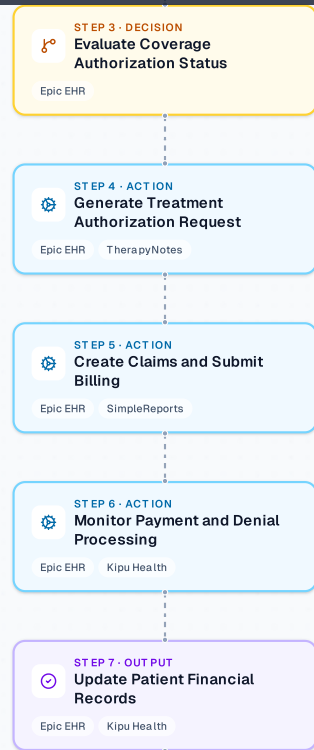 STEP 3 · DECISION
Evaluate Coverage
Authorization Status
Epic EHR
STEP 4 · ACTION
Generate Treatment
Authorization Request
Epic EHR TherapyNotes
STEP 5 · ACTION
Create Claims and Submit
Billing
Epic EHR SimpleReports
STEP 6 · ACTION
Monitor Payment and Denial
Processing
Epic EHR Kipu Health
STEP 7 · OUTPUT
Update Patient Financial
Records
Epic EHR Kipu Health